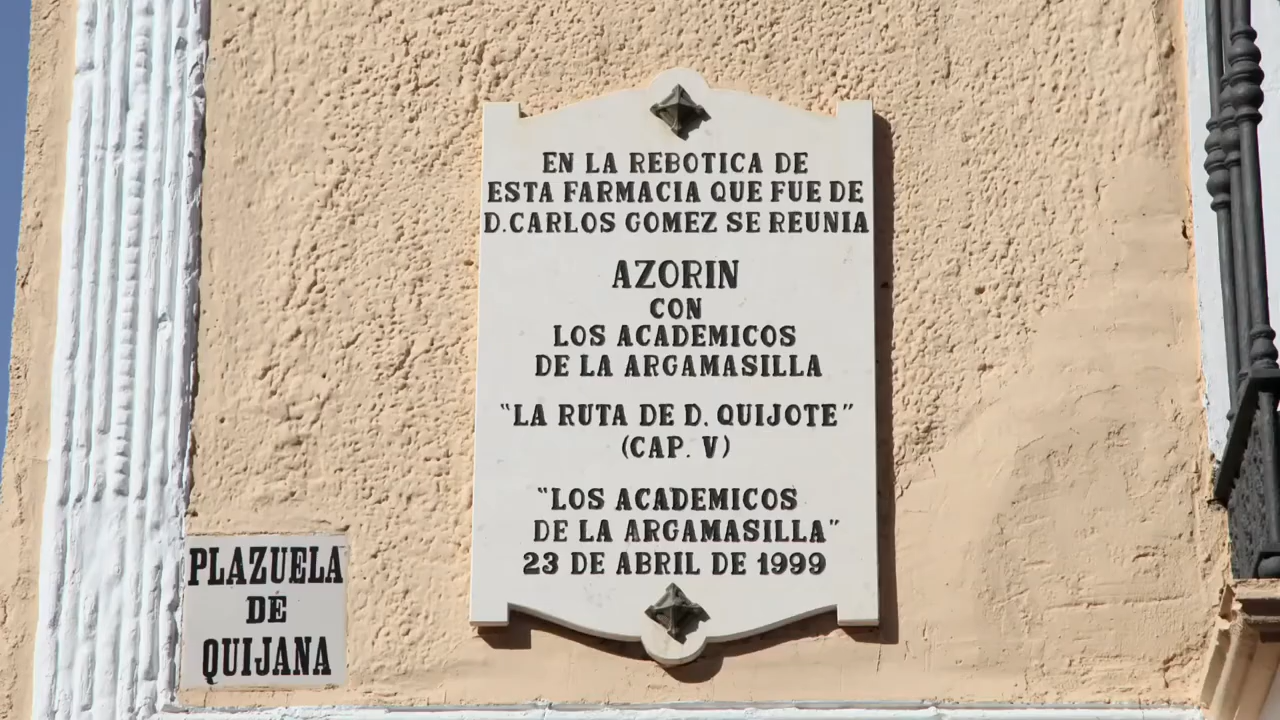 EN LA REBOTICA DE
ESTA FARMACIA QUE FUE DE
D. CARLOS GOMEZ SE REUNIA
AZORIN
CON
LOS ACADEMICOS
DE LA ARGAMASILLA
"LA RUTA DE D. QUIJOTE"
(CAP. V)
"LOS ACADEMICOS
DE LA ARGAMASILLA"
23 DE ABRIL DE 1999
PLAZUELA
DE
QUIJANA